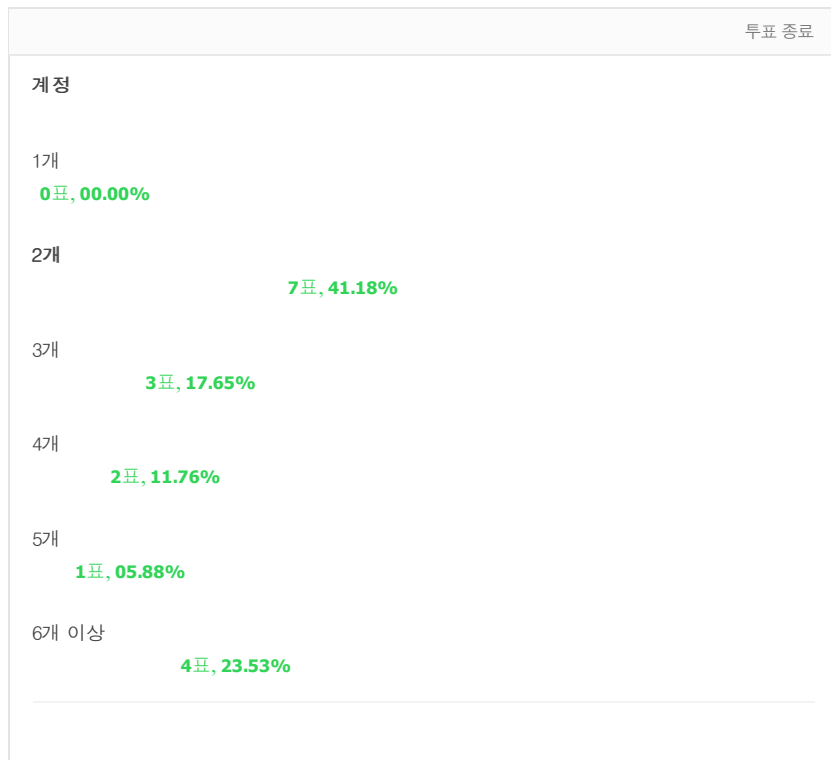 투표 종료
계정
1개
0표, 00.00%
2개
7표, 41.18%
3개
3표, 17.65%
4개
2표, 11.76%
5개
1표, 05.88%
6개 이상
4표, 23.53%